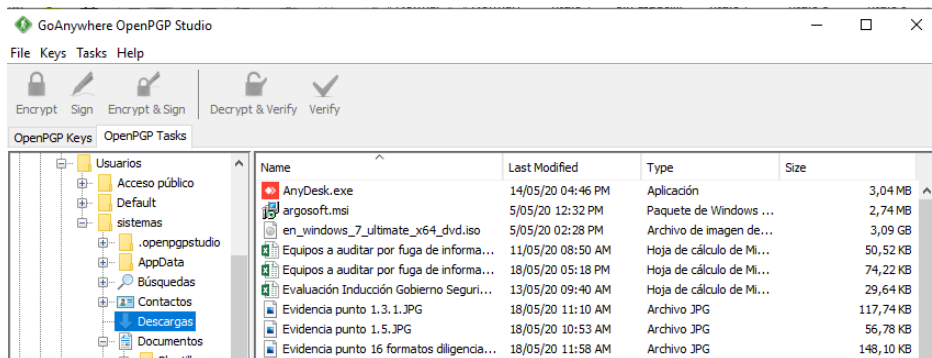 GoAnywhere OpenPGP Studio
File Keys Tasks Help
Encrypt Sign Encrypt & Sign Decrypt & Verify Verify
OpenPGP Keys OpenPGP Tasks
Usuarios
Acceso público
Default
sistemas
.openpgpstudio
AppData
Búsquedas
Contactos
Descargas
Documentos
Name Last Modified Type Size
AnyDesk.exe 14/05/20 04:46 PM Aplicación 3,04 MB
argosoft.msi 5/05/20 12:32 PM Paquete de Windows ... 2,74 MB
en_windows_7_ultimate_x64_dvd.iso 5/05/20 02:28 PM Archivo de imagen de... 3,09 GB
Equipos a auditar por fuga de informa... 11/05/20 08:50 AM Hoja de cálculo de Mi... 50,52 KB
Equipos a auditar por fuga de informa... 18/05/20 05:18 PM Hoja de cálculo de Mi... 74,22 KB
Evaluación Inducción Gobierno Seguri... 13/05/20 09:40 AM Hoja de cálculo de Mi... 29,64 KB
Evidencia punto 1.3.1.JPG 18/05/20 11:10 AM Archivo JPG 117,74 KB
Evidencia punto 1.5.JPG 18/05/20 10:53 AM Archivo JPG 56,78 KB
Evidencia punto 16 formatos diligencia... 18/05/20 11:58 AM Archivo JPG 148,10 KB